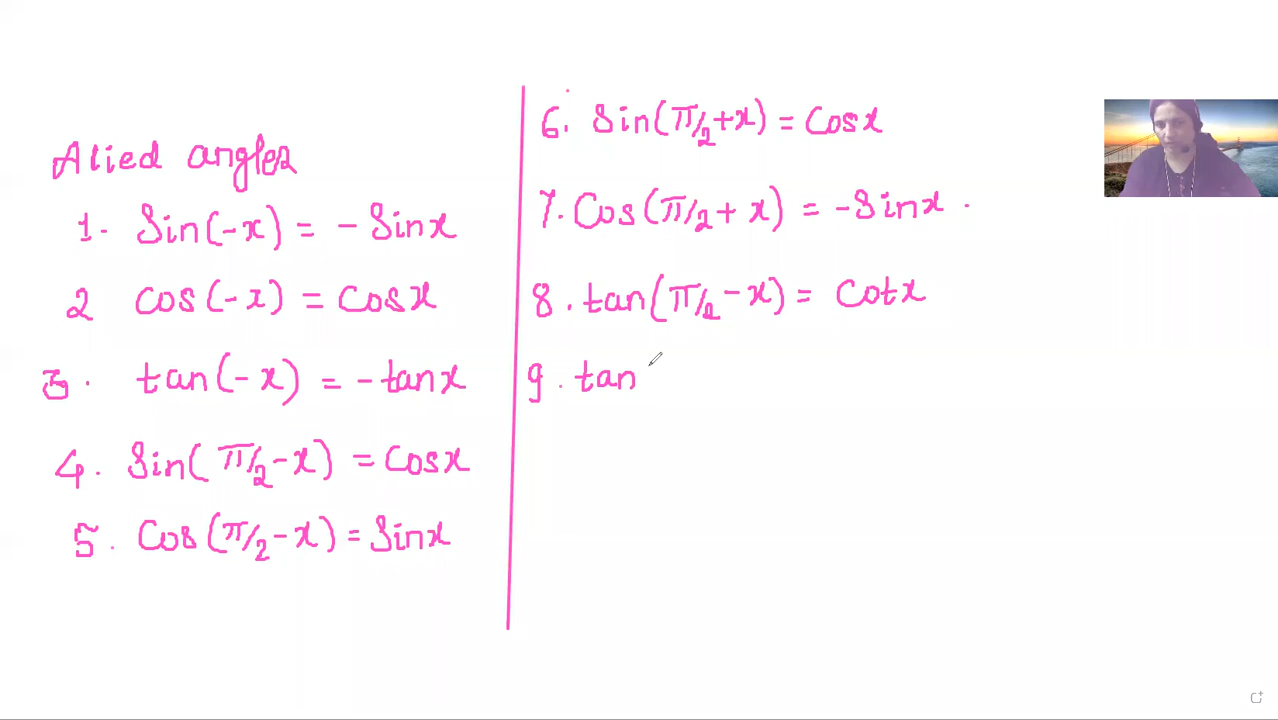 Alied angles
1. Sin(-x) = - Sinx
2 cos(-x) = cosx
3. tan(-x) = -tanx
4. Sin(π/2-x) = cosx
5. Cos(π/2-x) = Sinx
6. Sin(π/2+x) = Cosx
7. Cos(π/2+x) = -Sinx.
8. tan(π/2-x) = Cotx
9. tan